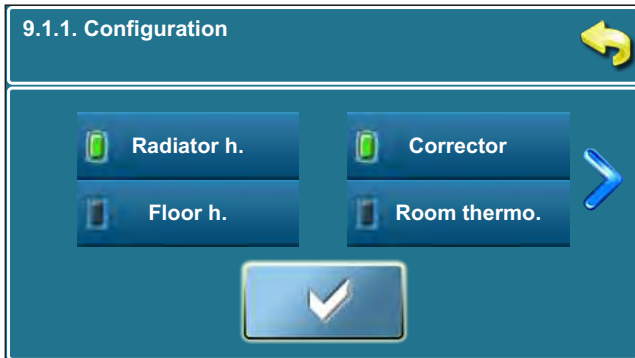 9.1.1. Configuration
Radiator h.
Corrector
Floor h.
Room thermo.